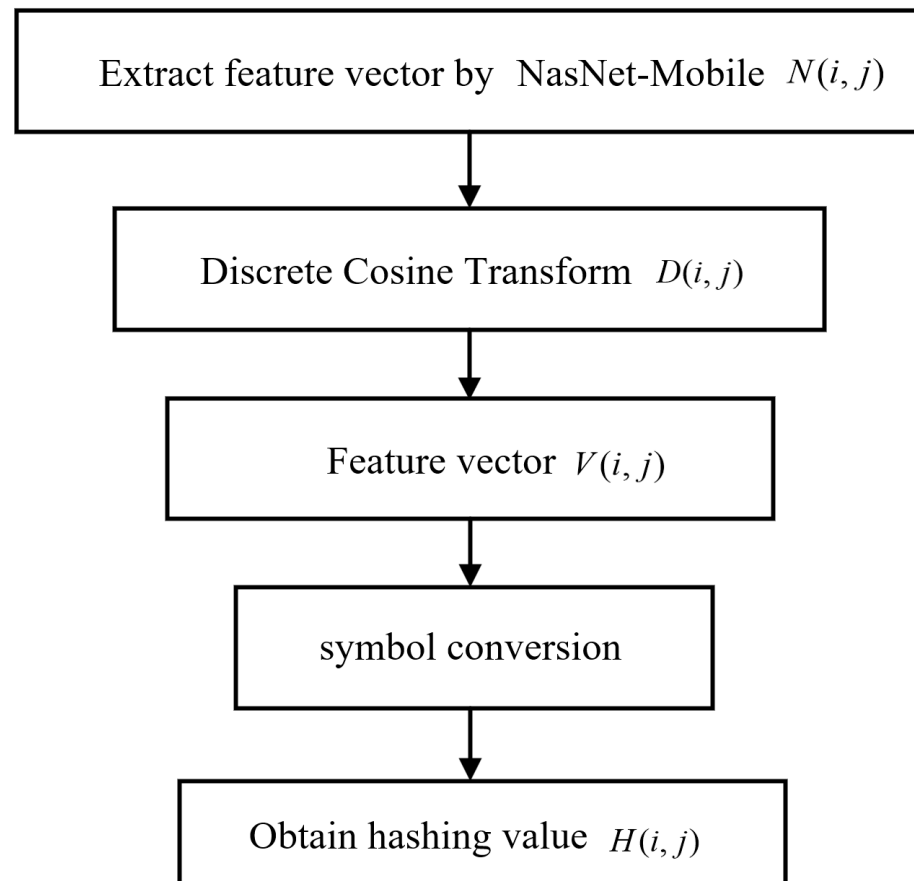 Extract feature vector by NasNet-Mobile N(i, j)
Discrete Cosine Transform D(i, j)
Feature vector V(i, j)
symbol conversion
Obtain hashing value H(i, j)